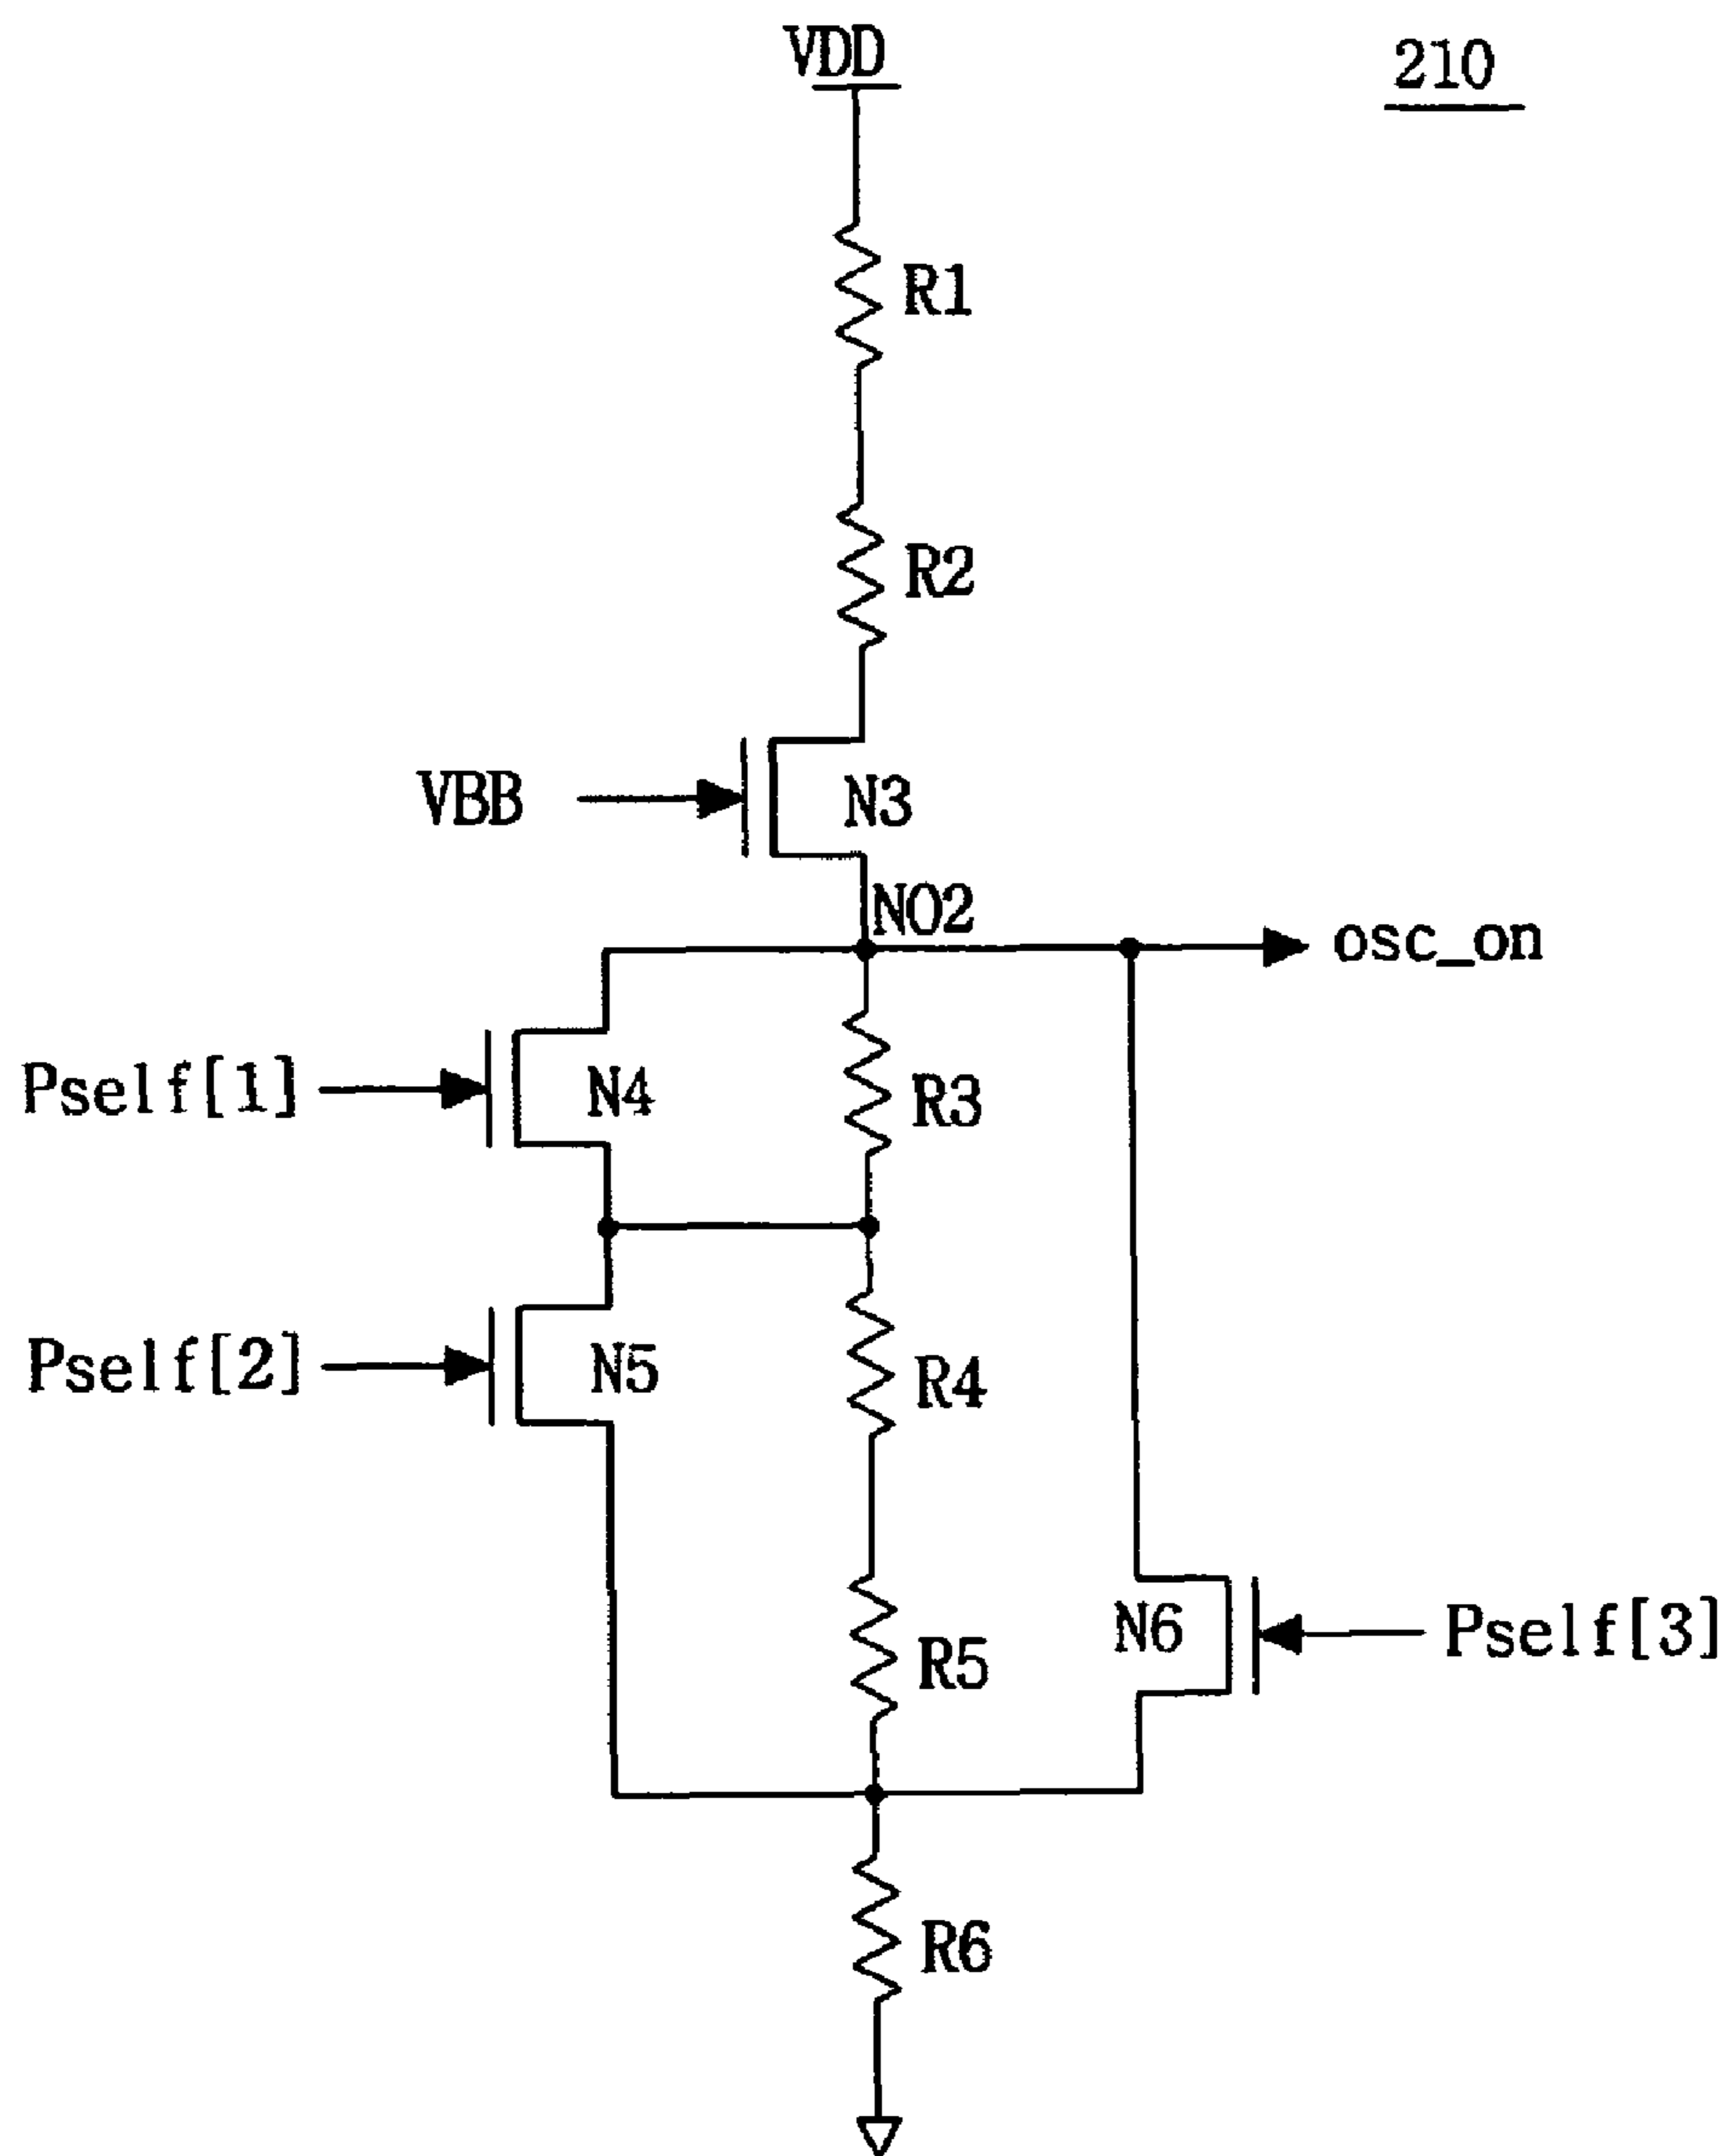 VDD
210
R1
R2
VBB
N3
NO2
osc_on
Pself[1]
N4
R3
Pself[2]
N5
R4
N6
Pself[3]
R5
R6